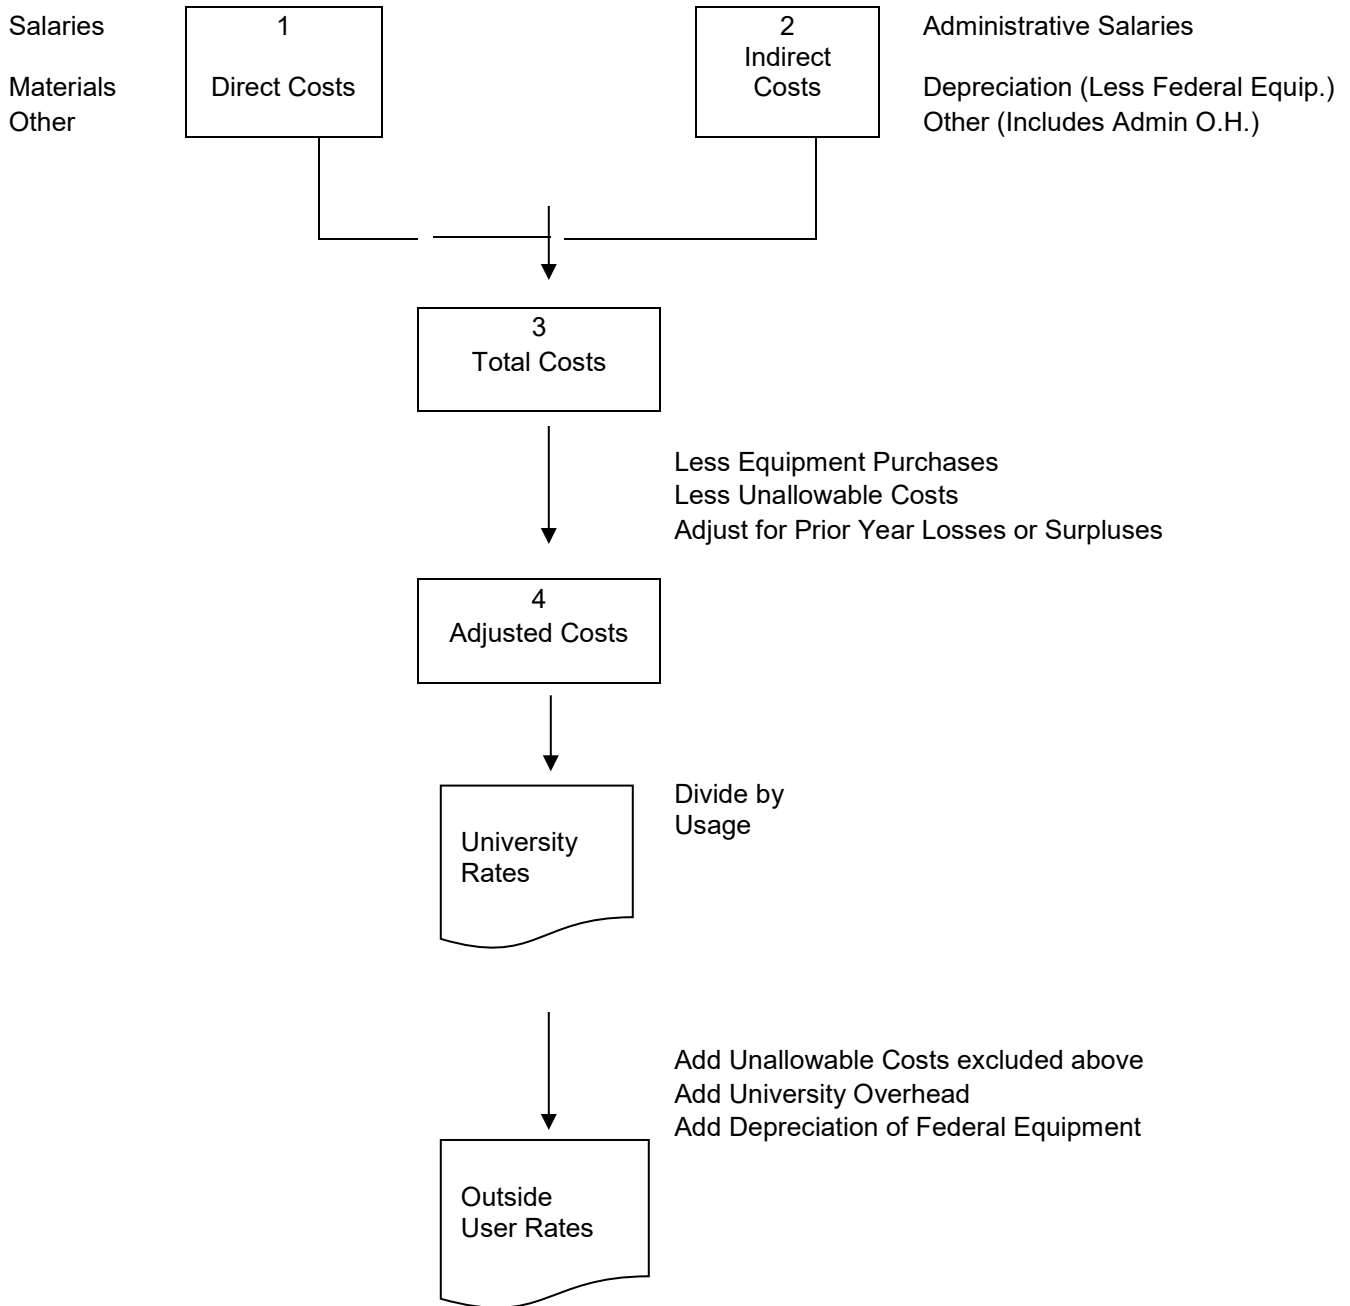 Salaries
Materials
Other
1
Direct Costs
2
Indirect
Costs
Administrative Salaries
Depreciation (Less Federal Equip.)
Other (Includes Admin O.H.)
3
Total Costs
Less Equipment Purchases
Less Unallowable Costs
Adjust for Prior Year Losses or Surpluses
4
Adjusted Costs
Divide by
Usage
University
Rates
Add Unallowable Costs excluded above
Add University Overhead
Add Depreciation of Federal Equipment
Outside
User Rates